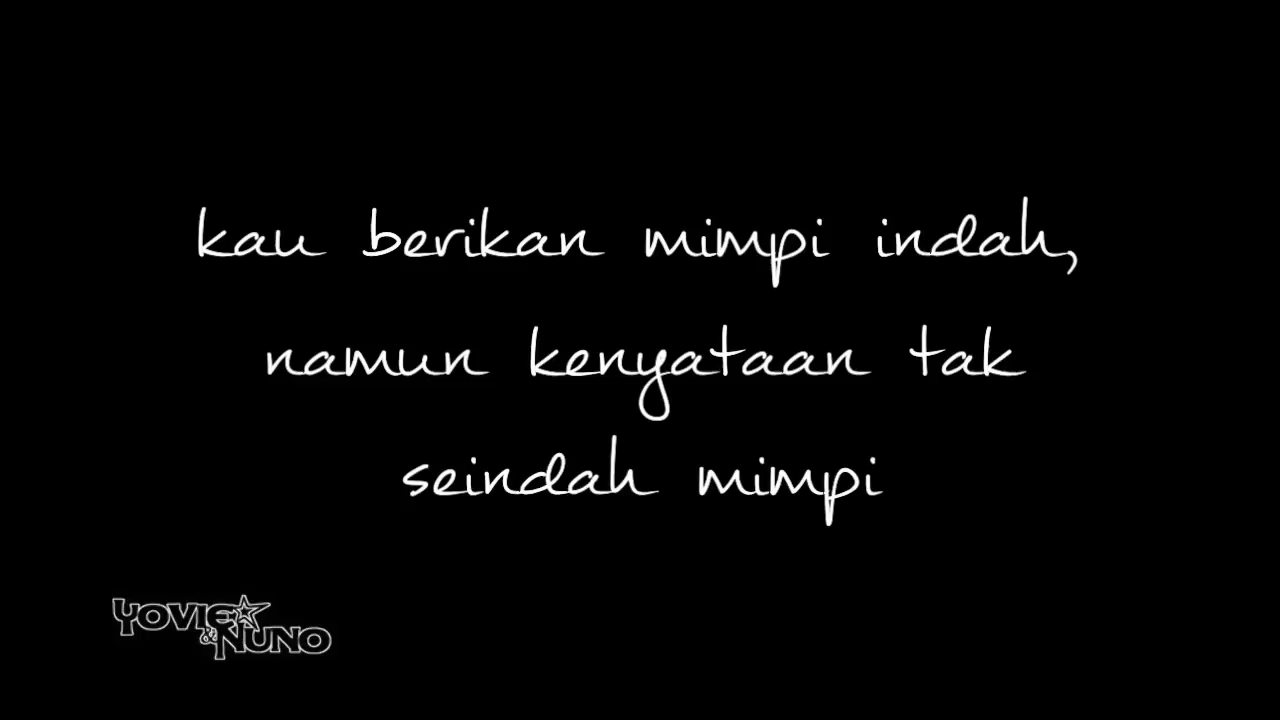 kau berikan mimpi indah,
namun kenyataan tak
seindah mimpi
YOVIE
&NUNO